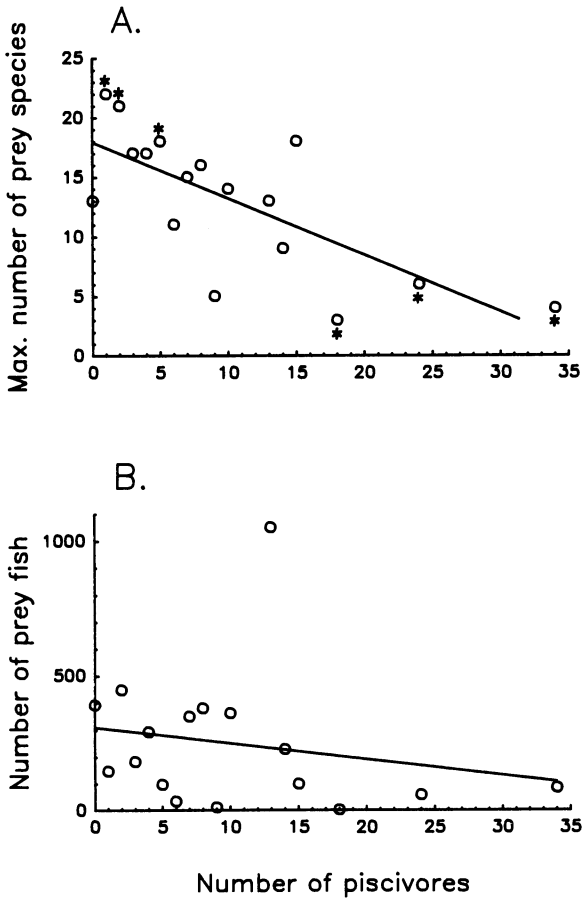 A.
Max. number of prey species
25
20
15
10
5
0
0 5 10 15 20 25 30 35
B.
Number of prey fish
1000
500
0
0 5 10 15 20 25 30 35
Number of piscivores